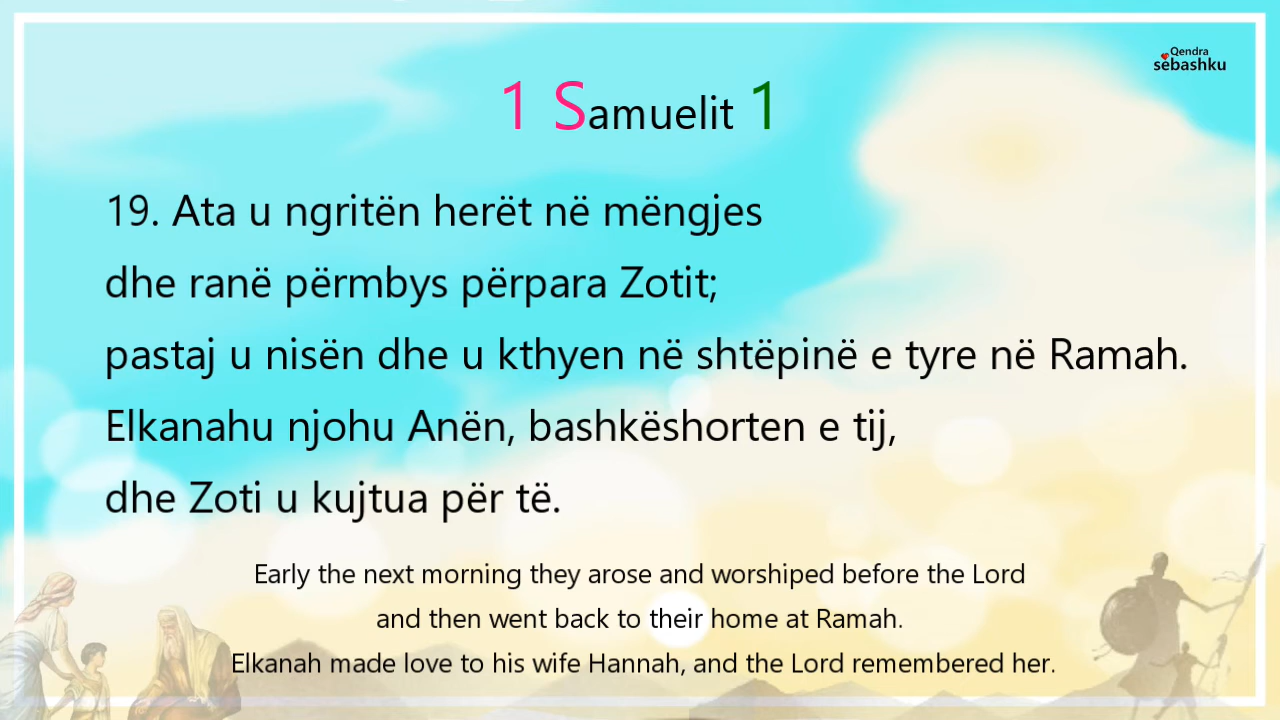 Qendra
sëbashku
1 Samuelit 1
19. Ata u ngritën herët në mëngjes
dhe ranë përmbys përpara Zotit;
pastaj u nisën dhe u kthyen në shtëpinë e tyre në Ramah.
Elkanahu njohu Anën, bashkëshorten e tij,
dhe Zoti u kujtua për të.
Early the next morning they arose and worshiped before the Lord
and then went back to their home at Ramah.
Elkanah made love to his wife Hannah, and the Lord remembered her.